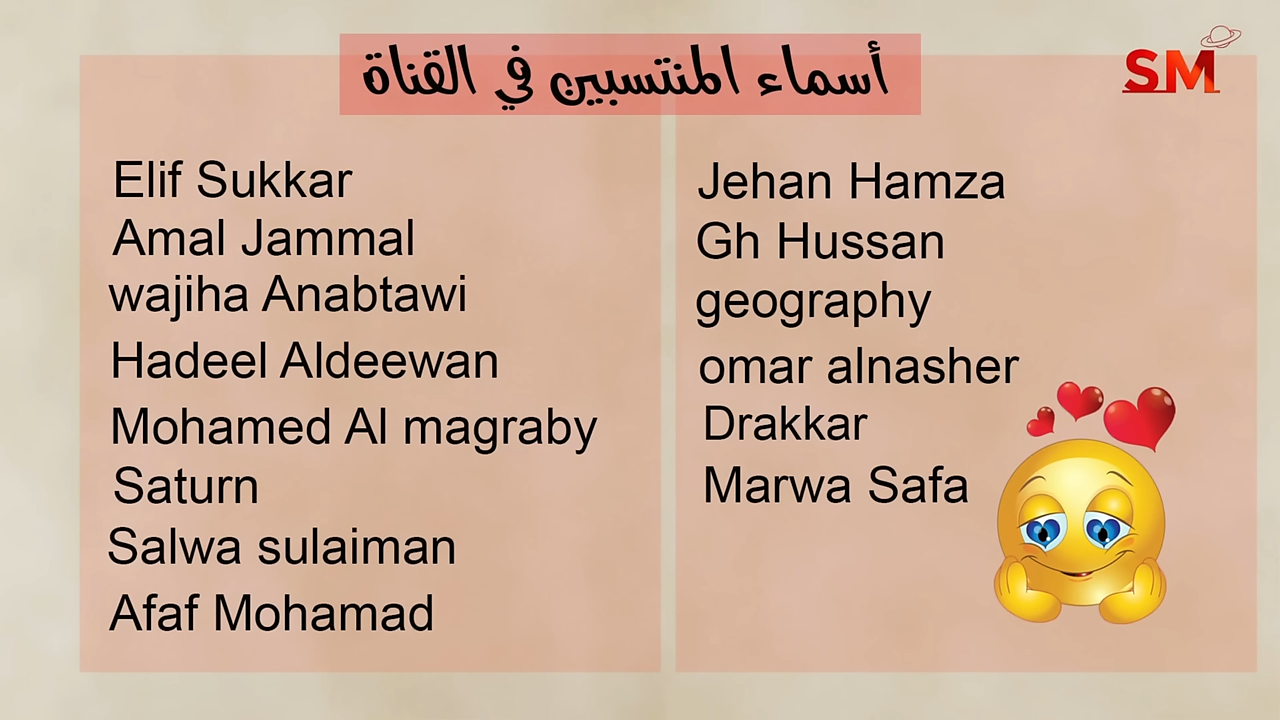 أسماء المنتسبين في القناة
SM
Elif Sukkar
Amal Jammal
wajiha Anabtawi
Hadeel Aldeewan
Mohamed Al magraby
Saturn
Salwa sulaiman
Afaf Mohamad
Jehan Hamza
Gh Hussan
geography
omar alnasher
Drakkar
Marwa Safa